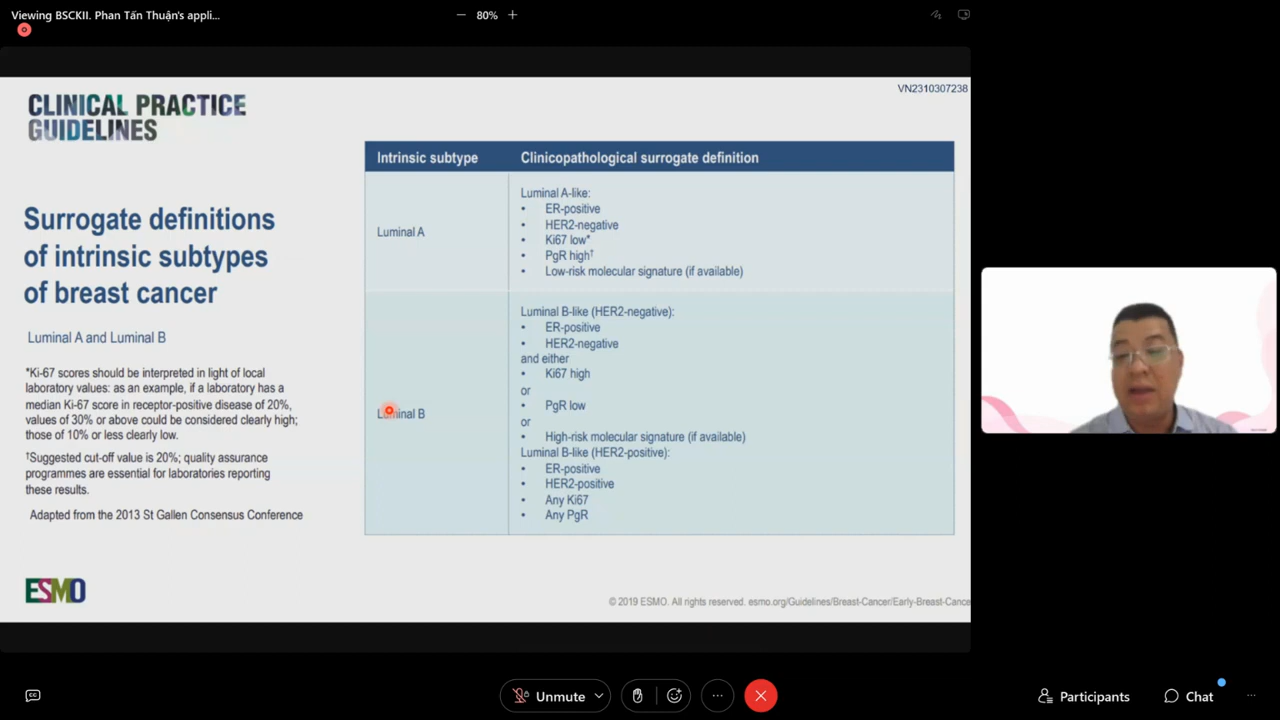 Viewing BSCKII. Phan Tấn Thuận's appli...
80%
VN2310307238
CLINICAL PRACTICE
GUIDELINES
Surrogate definitions
of intrinsic subtypes
of breast cancer
Luminal A and Luminal B
*Ki-67 scores should be interpreted in light of local
laboratory values: as an example, if a laboratory has a
median Ki-67 score in receptor-positive disease of 20%,
values of 30% or above could be considered clearly high;
those of 10% or less clearly low.
†Suggested cut-off value is 20%; quality assurance
programmes are essential for laboratories reporting
these results.
Adapted from the 2013 St Gallen Consensus Conference
ESMO
Intrinsic subtype
Clinicopathological surrogate definition
Luminal A
Luminal A-like:
• ER-positive
• HER2-negative
• Ki67 low*
• PgR high†
• Low-risk molecular signature (if available)
Luminal B
Luminal B-like (HER2-negative):
• ER-positive
• HER2-negative
and either
• Ki67 high
or
• PgR low
or
• High-risk molecular signature (if available)
Luminal B-like (HER2-positive):
• ER-positive
• HER2-positive
• Any Ki67
• Any PgR
© 2019 ESMO. All rights reserved. esmo.org/Guidelines/Breast-Cancer/Early-Breast-Cance
CC
Unmute
Participants
Chat